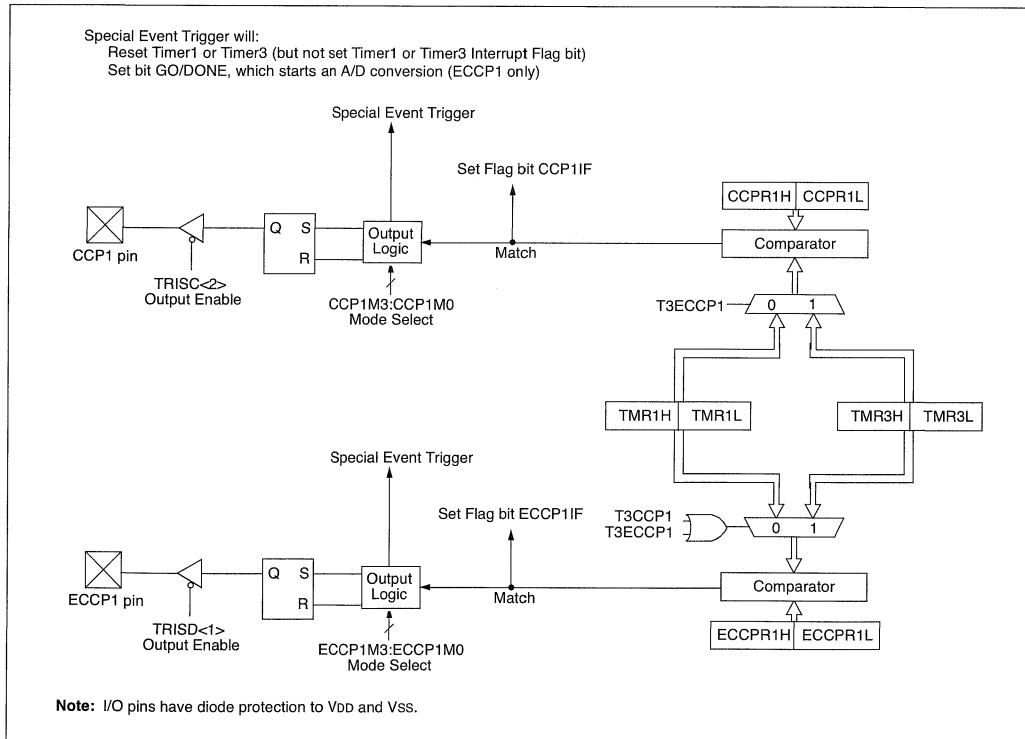 Special Event Trigger will:
Reset Timer1 or Timer3 (but not set Timer1 or Timer3 Interrupt Flag bit)
Set bit GO/DONE, which starts an A/D conversion (ECCP1 only)
Special Event Trigger
Set Flag bit CCP1IF
CCPR1H CCPR1L
Q S
R
Output
Logic
Comparator
CCP1 pin
Match
TRISC<2>
Output Enable
CCP1M3:CCP1M0
Mode Select
T3ECCP1
0 1
TMR1H TMR1L
TMR3H TMR3L
Special Event Trigger
Set Flag bit ECCP1IF
T3CCP1
T3ECCP1
0 1
Q S
R
Output
Logic
Comparator
ECCP1 pin
Match
TRISD<1>
Output Enable
ECCP1M3:ECCP1M0
Mode Select
ECCPR1H ECCPR1L
Note: I/O pins have diode protection to VDD and VSS.